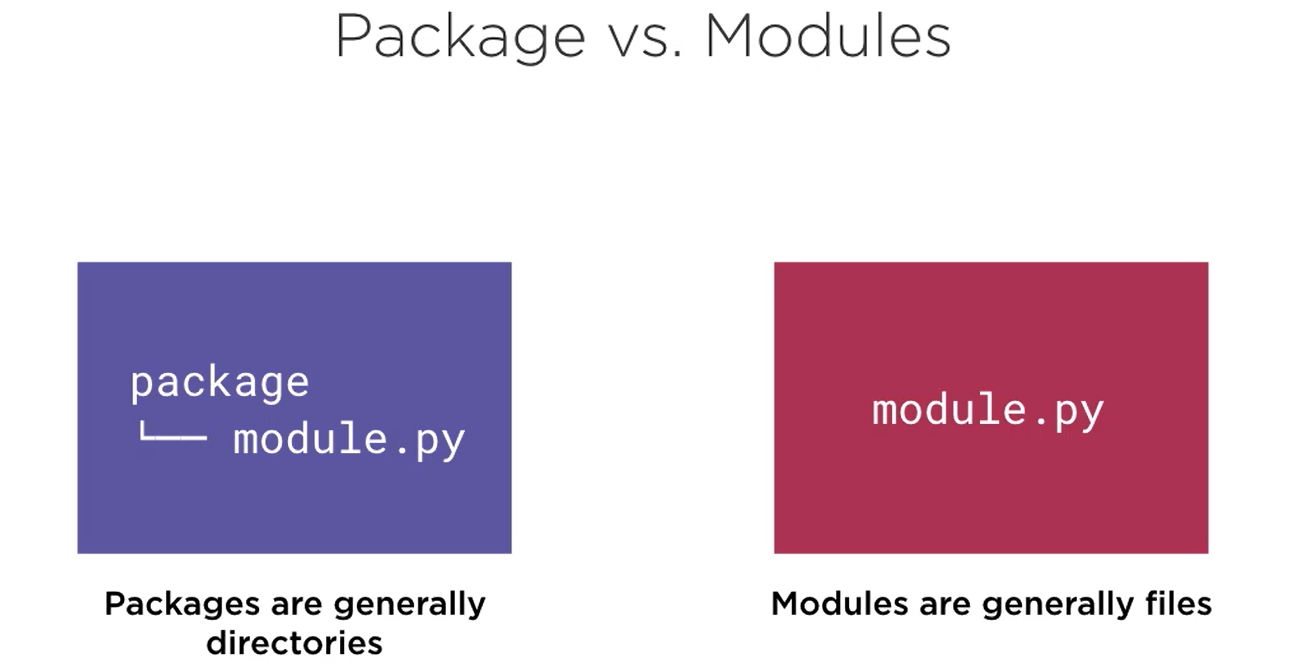 Package vs. Modules
package
└── module.py
module.py
Packages are generally
directories
Modules are generally files